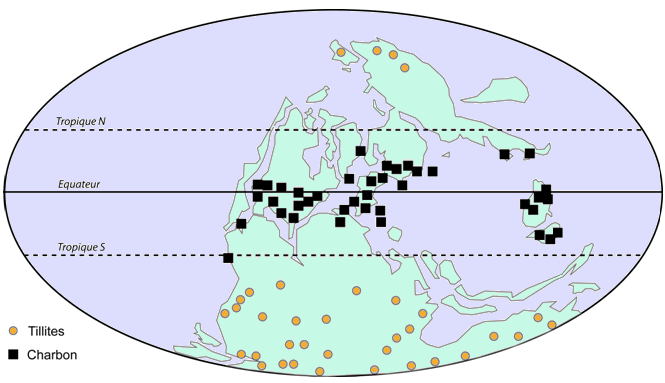 Tropique N
Equateur
Tropique S
Tillites
Charbon